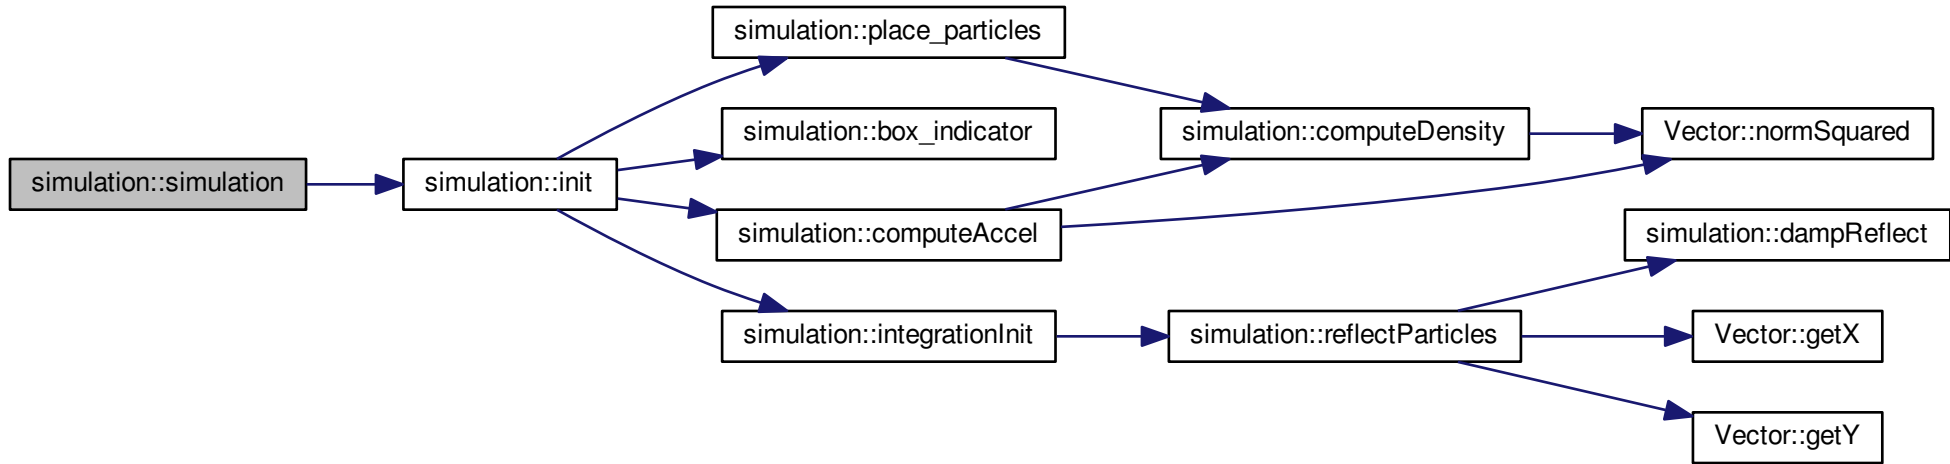 simulation::simulation
simulation::init
simulation::place_particles
simulation::box_indicator
simulation::computeAccel
simulation::integrationInit
simulation::computeDensity
simulation::reflectParticles
Vector::normSquared
simulation::dampReflect
Vector::getX
Vector::getY